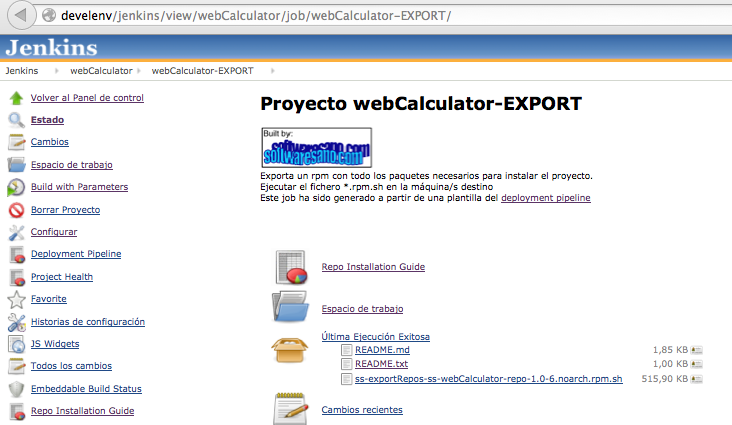 develenv/jenkins/view/webCalculator/job/webCalculator-EXPORT/
Jenkins
Jenkins webCalculator webCalculator-EXPORT
Volver al Panel de control
Estado
Cambios
Espacio de trabajo
Build with Parameters
Borrar Proyecto
Configurar
Deployment Pipeline
Project Health
Favorite
Historias de configuración
JS Widgets
Todos los cambios
Embeddable Build Status
Repo Installation Guide
Proyecto webCalculator-EXPORT
Built by:
softwaresano.com
softwaresano.com
Exporta un rpm con todo los paquetes necesarios para instalar el proyecto.
Ejecutar el fichero *.rpm.sh en la máquina/s destino
Este job ha sido generado a partir de una plantilla del deployment pipeline
Repo Installation Guide
Espacio de trabajo
Última Ejecución Exitosa
README.md 1,85 KB
README.txt 1,00 KB
ss-exportRepos-ss-webCalculator-repo-1.0-6.noarch.rpm.sh 515,90 KB
Cambios recientes